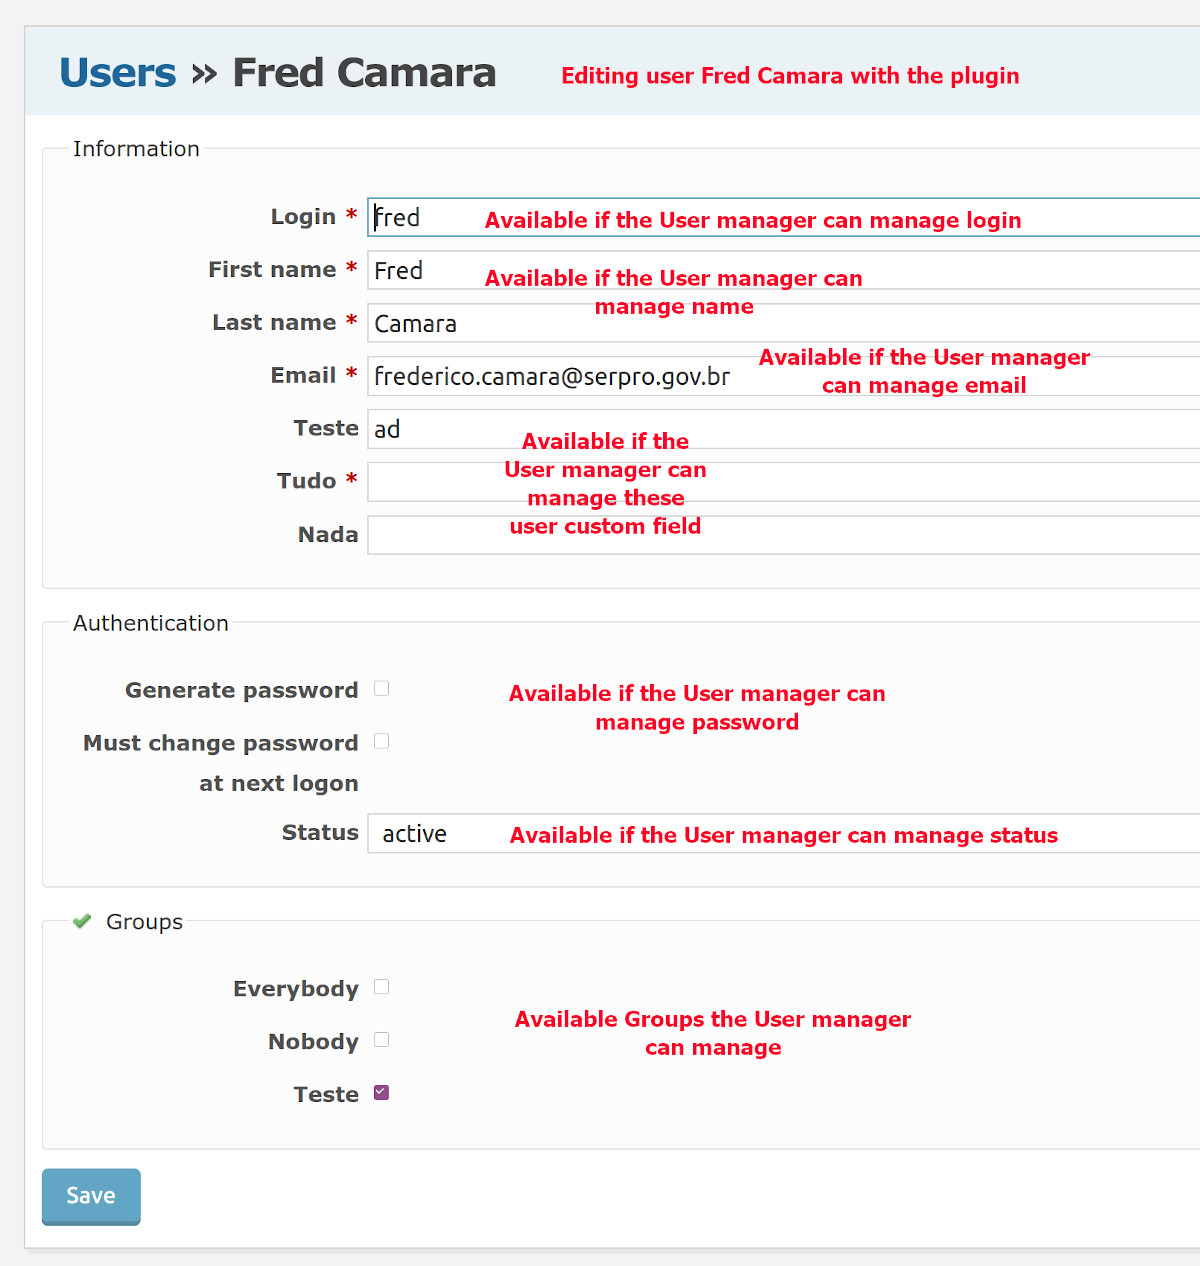 Users » Fred Camara
Editing user Fred Camara with the plugin
Information
Login *
fred
Available if the User manager can manage login
First name *
Fred
Available if the User manager can
manage name
Last name *
Camara
Email *
frederico.camara@serpro.gov.br
Available if the User manager
can manage email
Teste
ad
Available if the
User manager can
manage these
user custom field
Tudo *
Nada
Authentication
Generate password
Available if the User manager can
manage password
Must change password
at next logon
Status
active
Available if the User manager can manage status
Groups
Everybody
Nobody
Available Groups the User manager
can manage
Teste
Save